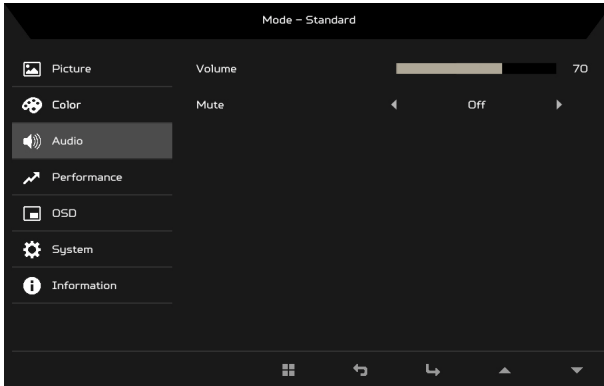 Mode – Standard
Picture
Volume 70
Color
Mute Off
Audio
Performance
OSD
System
Information